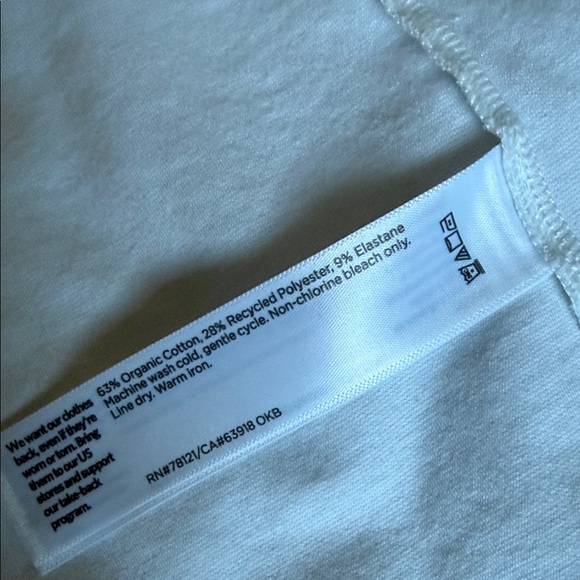 63% Organic Cotton, 28% Recycled Polyester, 9% Elastane
Machine wash cold, gentle cycle. Non-chlorine bleach only.
Line dry. Warm iron.
RN#78121/CA#63918 OKB
We want our clothes
back, even if they're
worn or torn. Bring
them to our US
stores and support
our take-back
program.